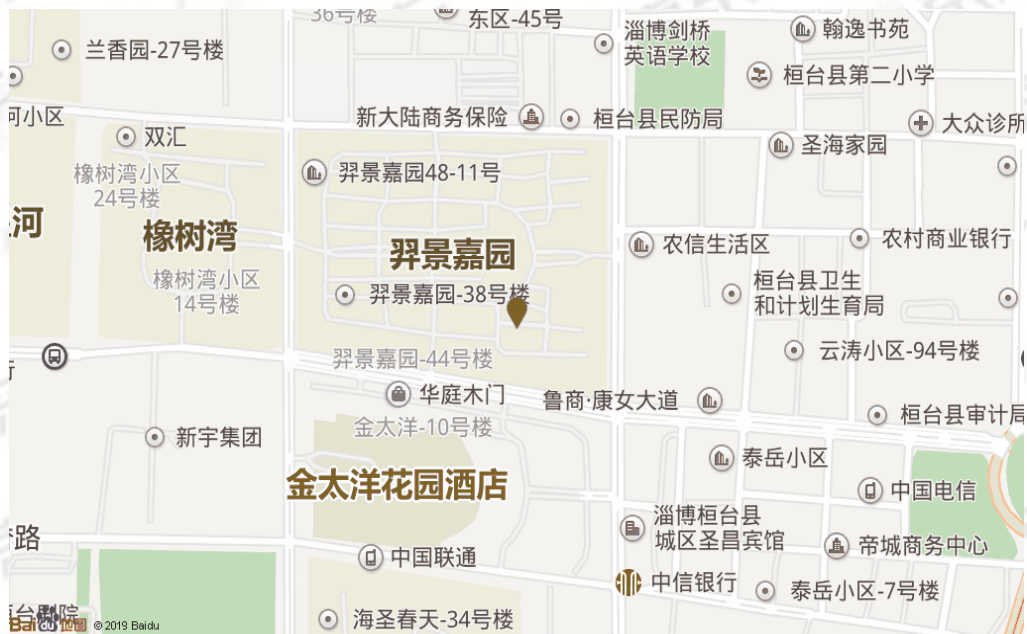 36号楼
东区-45号
淄博剑桥
英语学校
翰逸书苑
兰香园-27号楼
桓台县第二小学
河小区
新大陆商务保险
桓台县民防局
大众诊所
双汇
圣海家园
橡树湾小区
24号楼
羿景嘉园48-11号
河
橡树湾
羿景嘉园
农信生活区
农村商业银行
橡树湾小区
14号楼
羿景嘉园-38号楼
桓台县卫生
和计划生育局
羿景嘉园-44号楼
云涛小区-94号楼
华庭木门
鲁商·康女大道
桓台县审计局
金太洋-10号楼
新宇集团
泰岳小区
金太洋花园酒店
中国电信
淄博桓台县
城区圣昌宾馆
路
帝城商务中心
中国联通
中信银行
泰岳小区-7号楼
海圣春天-34号楼
Bai du 地图 © 2019 Baidu